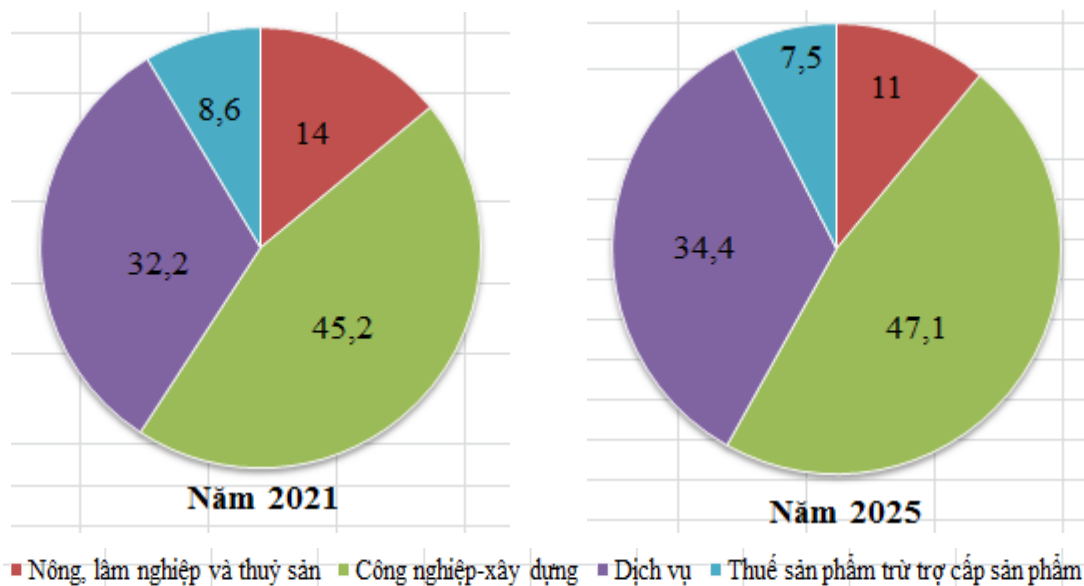 8,6
14
32,2
45,2
Năm 2021
7,5
11
34,4
47,1
Năm 2025
Nông, lâm nghiệp và thuỷ sản Công nghiệp-xây dựng Dịch vụ Thuế sản phẩm trừ trợ cấp sản phẩm